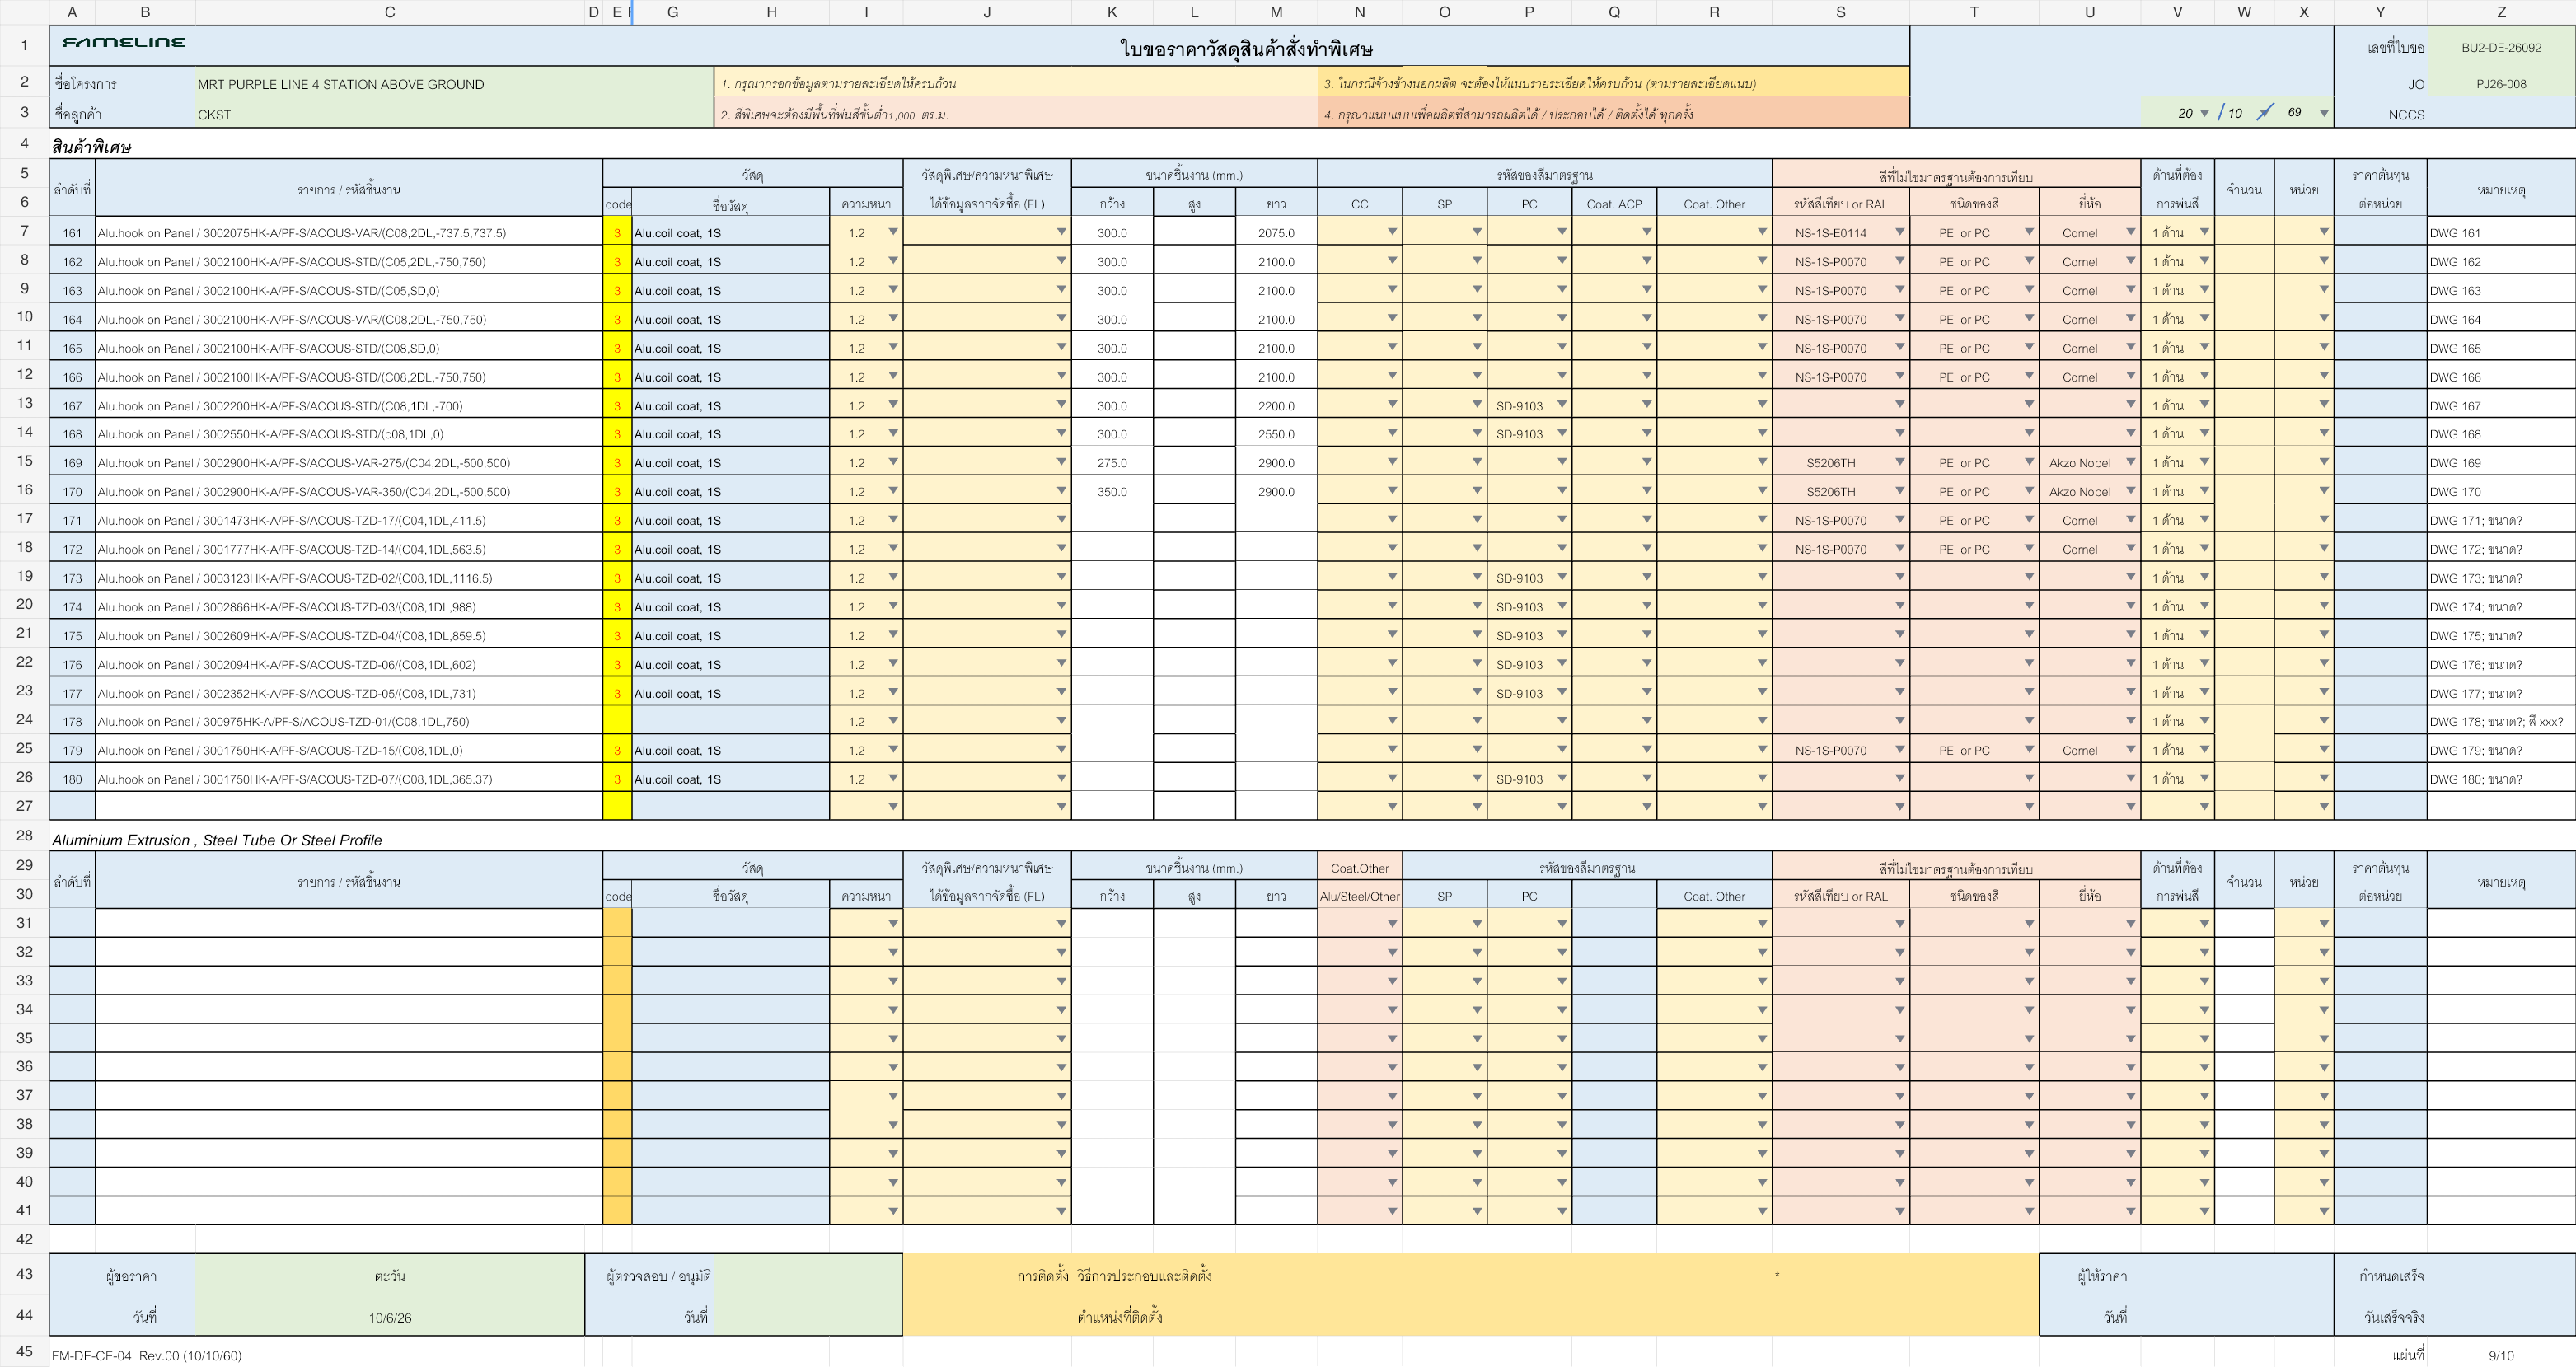 A B C D E F G H I J K L M N O P Q R S T U V W X Y Z
1 FAMELINE ใบขอราคาวัสดุสินค้าสั่งทำพิเศษ เลขที่ใบขอ BU2-DE-26092
2 ชื่อโครงการ MRT PURPLE LINE 4 STATION ABOVE GROUND 1. กรุณากรอกข้อมูลตามรายละเอียดให้ครบถ้วน 3. ในกรณีจ้างข้างนอกผลิต จะต้องให้แนบรายระเอียดให้ครบถ้วน (ตามรายละเอียดแนบ) JO PJ26-008
3 ชื่อลูกค้า CKST 2. สีพิเศษจะต้องมีพื้นที่พ่นสีขั้นต่ำ1,000 ตร.ม. 4. กรุณาแนบแบบเพื่อผลิตที่สามารถผลิตได้ / ประกอบได้ / ติดตั้งได้ ทุกครั้ง 20 / 10 / 69 NCCS
4 สินค้าพิเศษ
5 ลำดับที่ รายการ / รหัสชิ้นงาน วัสดุ วัสดุพิเศษ/ความหนาพิเศษ ขนาดชิ้นงาน (mm.) รหัสของสีมาตรฐาน สีที่ไม่ใช่มาตรฐานต้องการเทียบ ด้านที่ต้อง จำนวน หน่วย ราคาต้นทุน หมายเหตุ
6 code ชื่อวัสดุ ความหนา ได้ข้อมูลจากจัดซื้อ (FL) กว้าง สูง ยาว CC SP PC Coat. ACP Coat. Other รหัสสีเทียบ or RAL ชนิดของสี ยี่ห้อ การพ่นสี ต่อหน่วย
7 161 Alu.hook on Panel / 3002075HK-A/PF-S/ACOUS-VAR/(C08,2DL,-737.5,737.5) 3 Alu.coil coat, 1S 1.2 300.0 2075.0 NS-1S-E0114 PE or PC Cornel 1 ด้าน DWG 161
8 162 Alu.hook on Panel / 3002100HK-A/PF-S/ACOUS-STD/(C05,2DL,-750,750) 3 Alu.coil coat, 1S 1.2 300.0 2100.0 NS-1S-P0070 PE or PC Cornel 1 ด้าน DWG 162
9 163 Alu.hook on Panel / 3002100HK-A/PF-S/ACOUS-STD/(C05,SD,0) 3 Alu.coil coat, 1S 1.2 300.0 2100.0 NS-1S-P0070 PE or PC Cornel 1 ด้าน DWG 163
10 164 Alu.hook on Panel / 3002100HK-A/PF-S/ACOUS-VAR/(C08,2DL,-750,750) 3 Alu.coil coat, 1S 1.2 300.0 2100.0 NS-1S-P0070 PE or PC Cornel 1 ด้าน DWG 164
11 165 Alu.hook on Panel / 3002100HK-A/PF-S/ACOUS-STD/(C08,SD,0) 3 Alu.coil coat, 1S 1.2 300.0 2100.0 NS-1S-P0070 PE or PC Cornel 1 ด้าน DWG 165
12 166 Alu.hook on Panel / 3002100HK-A/PF-S/ACOUS-STD/(C08,2DL,-750,750) 3 Alu.coil coat, 1S 1.2 300.0 2100.0 NS-1S-P0070 PE or PC Cornel 1 ด้าน DWG 166
13 167 Alu.hook on Panel / 3002200HK-A/PF-S/ACOUS-STD/(C08,1DL,-700) 3 Alu.coil coat, 1S 1.2 300.0 2200.0 SD-9103 1 ด้าน DWG 167
14 168 Alu.hook on Panel / 3002550HK-A/PF-S/ACOUS-STD/(c08,1DL,0) 3 Alu.coil coat, 1S 1.2 300.0 2550.0 SD-9103 1 ด้าน DWG 168
15 169 Alu.hook on Panel / 3002900HK-A/PF-S/ACOUS-VAR-275/(C04,2DL,-500,500) 3 Alu.coil coat, 1S 1.2 275.0 2900.0 S5206TH PE or PC Akzo Nobel 1 ด้าน DWG 169
16 170 Alu.hook on Panel / 3002900HK-A/PF-S/ACOUS-VAR-350/(C04,2DL,-500,500) 3 Alu.coil coat, 1S 1.2 350.0 2900.0 S5206TH PE or PC Akzo Nobel 1 ด้าน DWG 170
17 171 Alu.hook on Panel / 3001473HK-A/PF-S/ACOUS-TZD-17/(C04,1DL,411.5) 3 Alu.coil coat, 1S 1.2 NS-1S-P0070 PE or PC Cornel 1 ด้าน DWG 171; ขนาด?
18 172 Alu.hook on Panel / 3001777HK-A/PF-S/ACOUS-TZD-14/(C04,1DL,563.5) 3 Alu.coil coat, 1S 1.2 NS-1S-P0070 PE or PC Cornel 1 ด้าน DWG 172; ขนาด?
19 173 Alu.hook on Panel / 3003123HK-A/PF-S/ACOUS-TZD-02/(C08,1DL,1116.5) 3 Alu.coil coat, 1S 1.2 SD-9103 1 ด้าน DWG 173; ขนาด?
20 174 Alu.hook on Panel / 3002866HK-A/PF-S/ACOUS-TZD-03/(C08,1DL,988) 3 Alu.coil coat, 1S 1.2 SD-9103 1 ด้าน DWG 174; ขนาด?
21 175 Alu.hook on Panel / 3002609HK-A/PF-S/ACOUS-TZD-04/(C08,1DL,859.5) 3 Alu.coil coat, 1S 1.2 SD-9103 1 ด้าน DWG 175; ขนาด?
22 176 Alu.hook on Panel / 3002094HK-A/PF-S/ACOUS-TZD-06/(C08,1DL,602) 3 Alu.coil coat, 1S 1.2 SD-9103 1 ด้าน DWG 176; ขนาด?
23 177 Alu.hook on Panel / 3002352HK-A/PF-S/ACOUS-TZD-05/(C08,1DL,731) 3 Alu.coil coat, 1S 1.2 SD-9103 1 ด้าน DWG 177; ขนาด?
24 178 Alu.hook on Panel / 300975HK-A/PF-S/ACOUS-TZD-01/(C08,1DL,750) 1.2 1 ด้าน DWG 178; ขนาด?; สี xxx?
25 179 Alu.hook on Panel / 3001750HK-A/PF-S/ACOUS-TZD-15/(C08,1DL,0) 3 Alu.coil coat, 1S 1.2 NS-1S-P0070 PE or PC Cornel 1 ด้าน DWG 179; ขนาด?
26 180 Alu.hook on Panel / 3001750HK-A/PF-S/ACOUS-TZD-07/(C08,1DL,365.37) 3 Alu.coil coat, 1S 1.2 SD-9103 1 ด้าน DWG 180; ขนาด?
27
28 Aluminium Extrusion , Steel Tube Or Steel Profile
29 ลำดับที่ รายการ / รหัสชิ้นงาน วัสดุ วัสดุพิเศษ/ความหนาพิเศษ ขนาดชิ้นงาน (mm.) Coat.Other รหัสของสีมาตรฐาน สีที่ไม่ใช่มาตรฐานต้องการเทียบ ด้านที่ต้อง จำนวน หน่วย ราคาต้นทุน หมายเหตุ
30 code ชื่อวัสดุ ความหนา ได้ข้อมูลจากจัดซื้อ (FL) กว้าง สูง ยาว Alu/Steel/Other SP PC Coat. Other รหัสสีเทียบ or RAL ชนิดของสี ยี่ห้อ การพ่นสี ต่อหน่วย
31
32
33
34
35
36
37
38
39
40
41
42
43 ผู้ขอราคา ตะวัน ผู้ตรวจสอบ / อนุมัติ การติดตั้ง วิธีการประกอบและติดตั้ง * ผู้ให้ราคา กำหนดเสร็จ
44 วันที่ 10/6/26 วันที่ ตำแหน่งที่ติดตั้ง วันที่ วันเสร็จจริง
45 FM-DE-CE-04 Rev.00 (10/10/60) แผ่นที่ 9/10